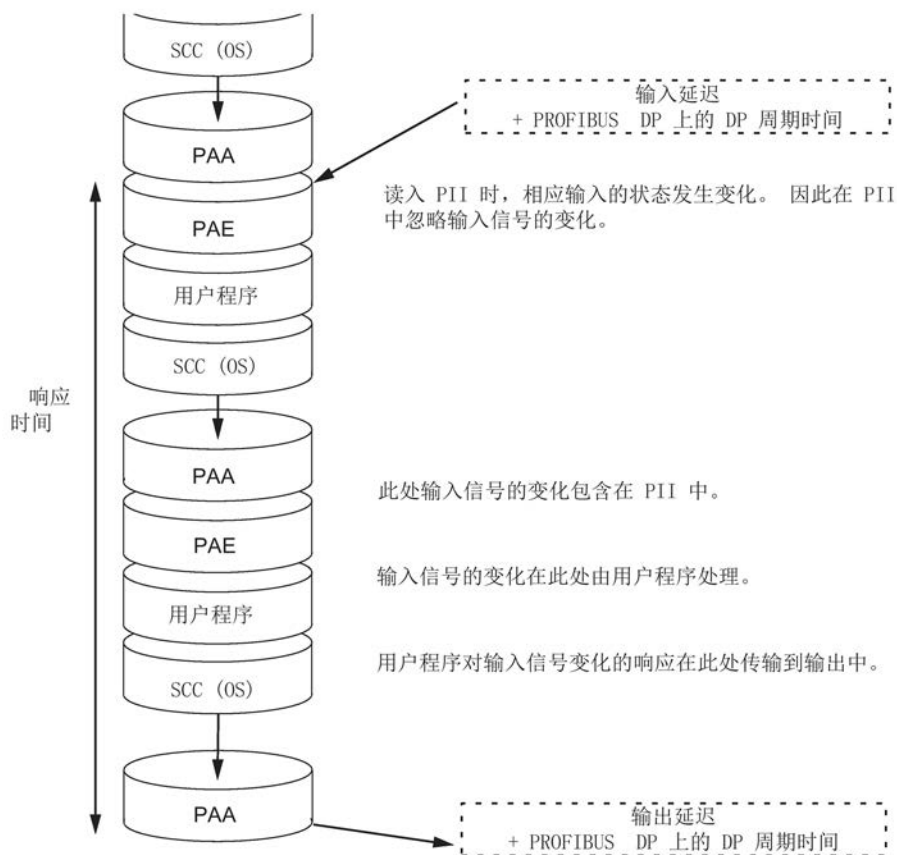 SCC (OS)
输入延迟
+ PROFIBUS DP 上的 DP 周期时间
PAA
读入 PII 时，相应输入的状态发生变化。 因此在 PII
中忽略输入信号的变化。
PAE
用户程序
SCC (OS)
响应
时间
PAA
此处输入信号的变化包含在 PII 中。
PAE
输入信号的变化在此处由用户程序处理。
用户程序
用户程序对输入信号变化的响应在此处传输到输出中。
SCC (OS)
PAA
输出延迟
+ PROFIBUS DP 上的 DP 周期时间